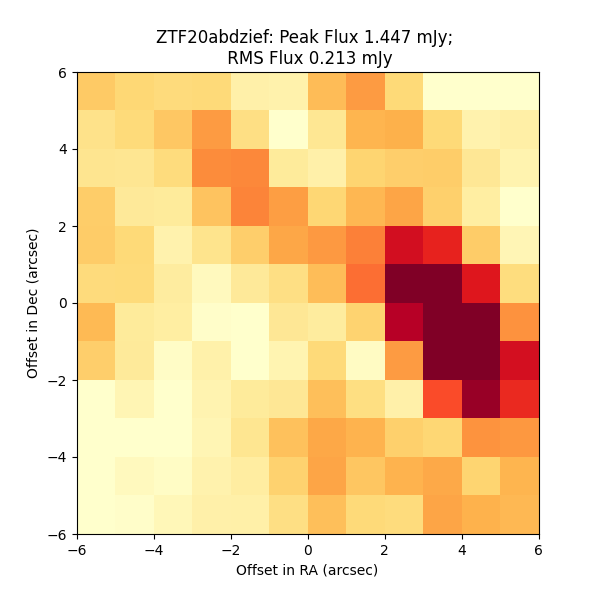 ZTF20abdzief: Peak Flux 1.447 mJy;
RMS Flux 0.213 mJy
6
4
2
0
−2
−4
−6
Offset in Dec (arcsec)
−6 −4 −2 0 2 4 6
Offset in RA (arcsec)